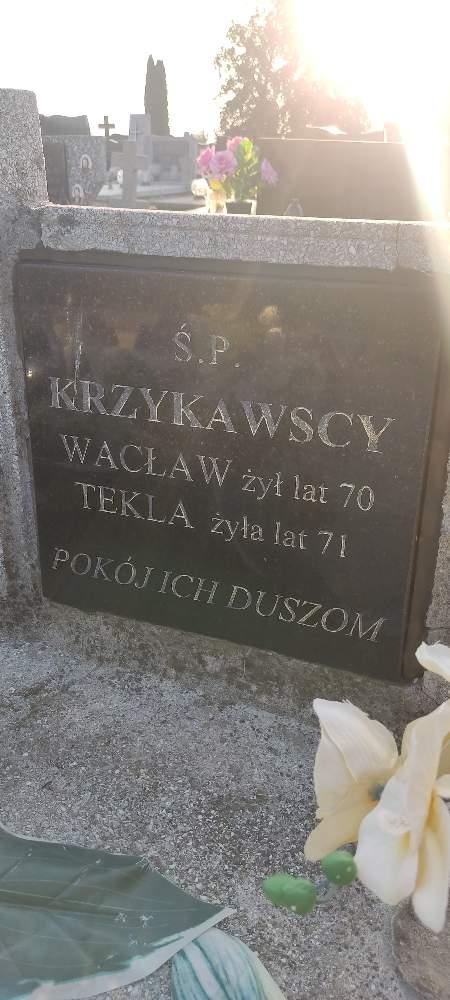 Ś.P.
KRZYKAWSCY
WACŁAW żył lat 70
TEKLA żyła lat 71
POKÓJ ICH DUSZOM